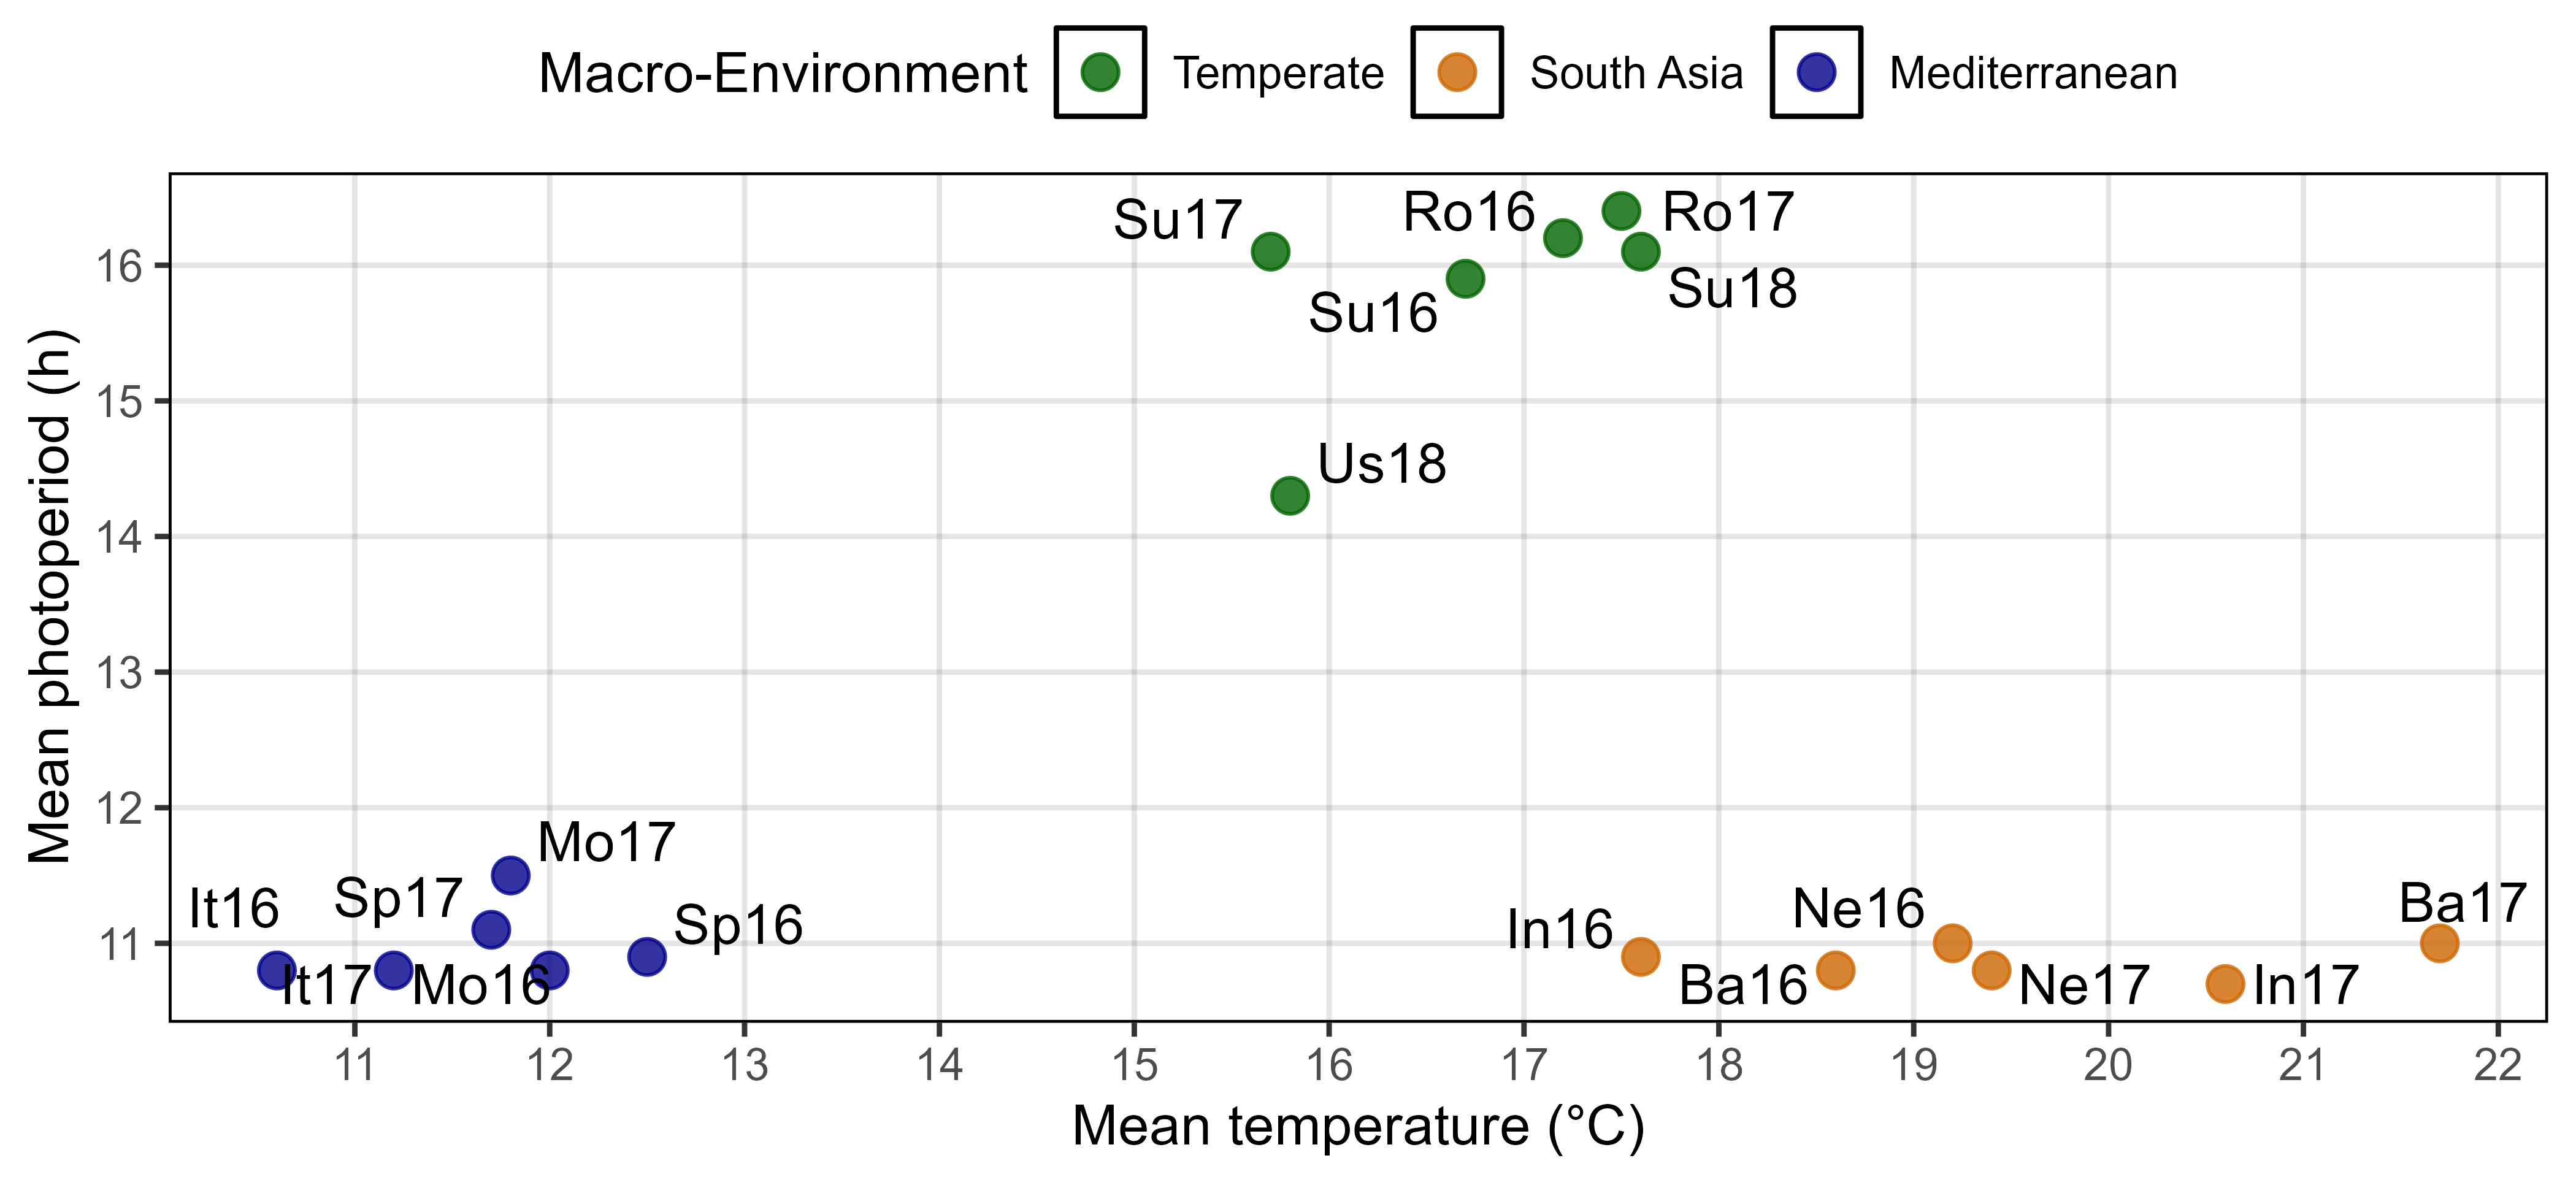 Macro-Environment Temperate South Asia Mediterranean
Mean photoperiod (h)
16
15
14
13
12
11
Su17
Ro16
Ro17
Su16
Su18
Us18
Mo17
It16
Sp17
Sp16
It17
Mo16
In16
Ne16
Ba17
Ba16
Ne17
In17
11 12 13 14 15 16 17 18 19 20 21 22
Mean temperature (°C)